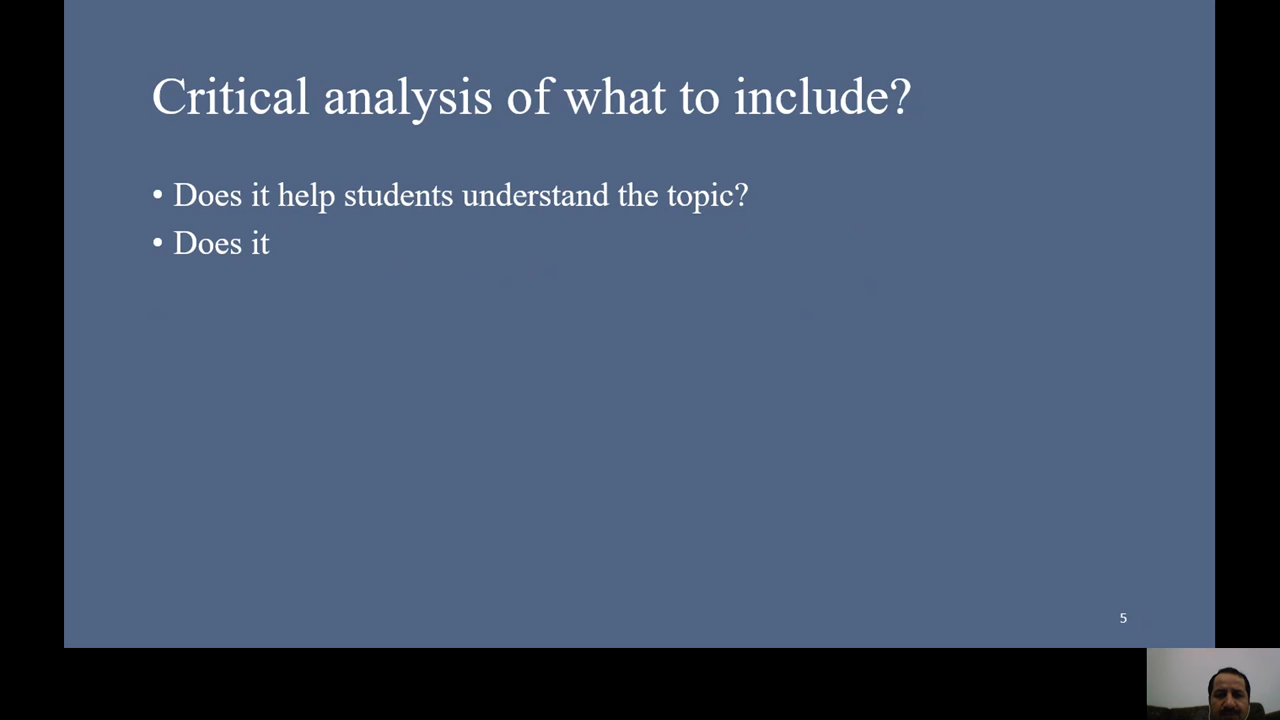 Critical analysis of what to include?
• Does it help students understand the topic?
• Does it
5